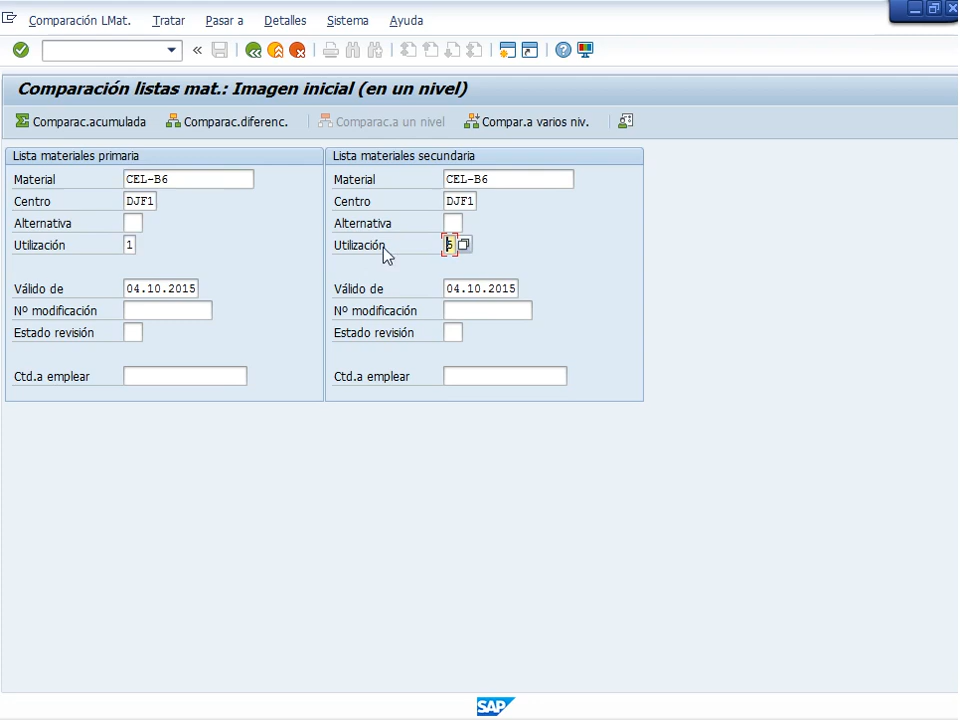 Comparación LMat. Tratar Pasar a Detalles Sistema Ayuda
Comparación listas mat.: Imagen inicial (en un nivel)
Comparac.acumulada Comparac.diferenc. Comparac.a un nivel Compar.a varios niv.
Lista materiales primaria
Material CEL-B6
Centro DJF1
Alternativa
Utilización 1
Válido de 04.10.2015
Nº modificación
Estado revisión
Ctd.a emplear
Lista materiales secundaria
Material CEL-B6
Centro DJF1
Alternativa
Utilización 5
Válido de 04.10.2015
Nº modificación
Estado revisión
Ctd.a emplear
SAP